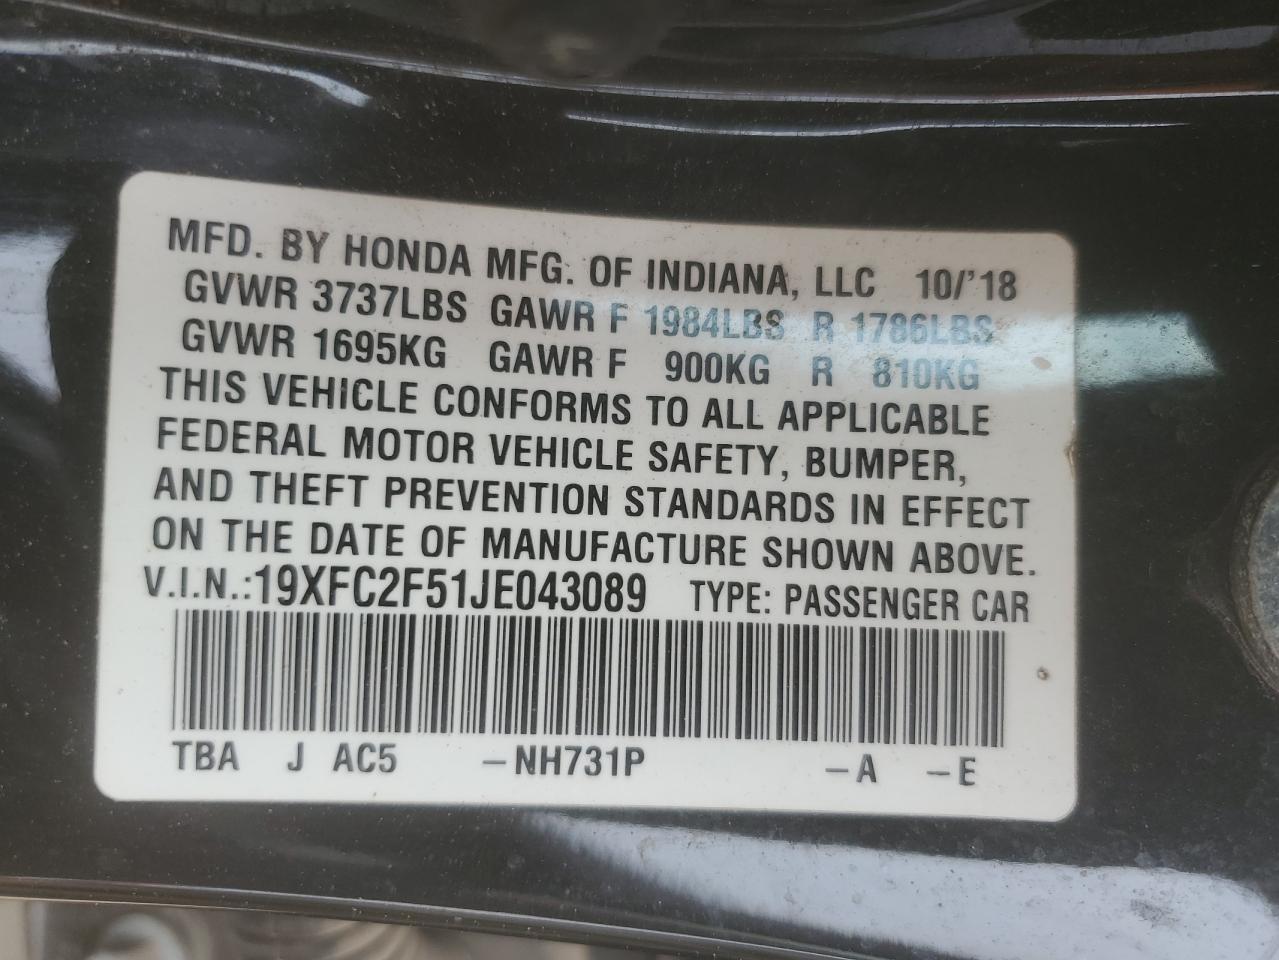 MFD. BY HONDA MFG. OF INDIANA, LLC 10/'18
GVWR 3737LBS GAWR F 1984LBS R 1786LBS
GVWR 1695KG GAWR F 900KG R 810KG
THIS VEHICLE CONFORMS TO ALL APPLICABLE
FEDERAL MOTOR VEHICLE SAFETY, BUMPER,
AND THEFT PREVENTION STANDARDS IN EFFECT
ON THE DATE OF MANUFACTURE SHOWN ABOVE.
V.I.N.:19XFC2F51JE043089 TYPE: PASSENGER CAR
TBA J AC5 –NH731P –A –E